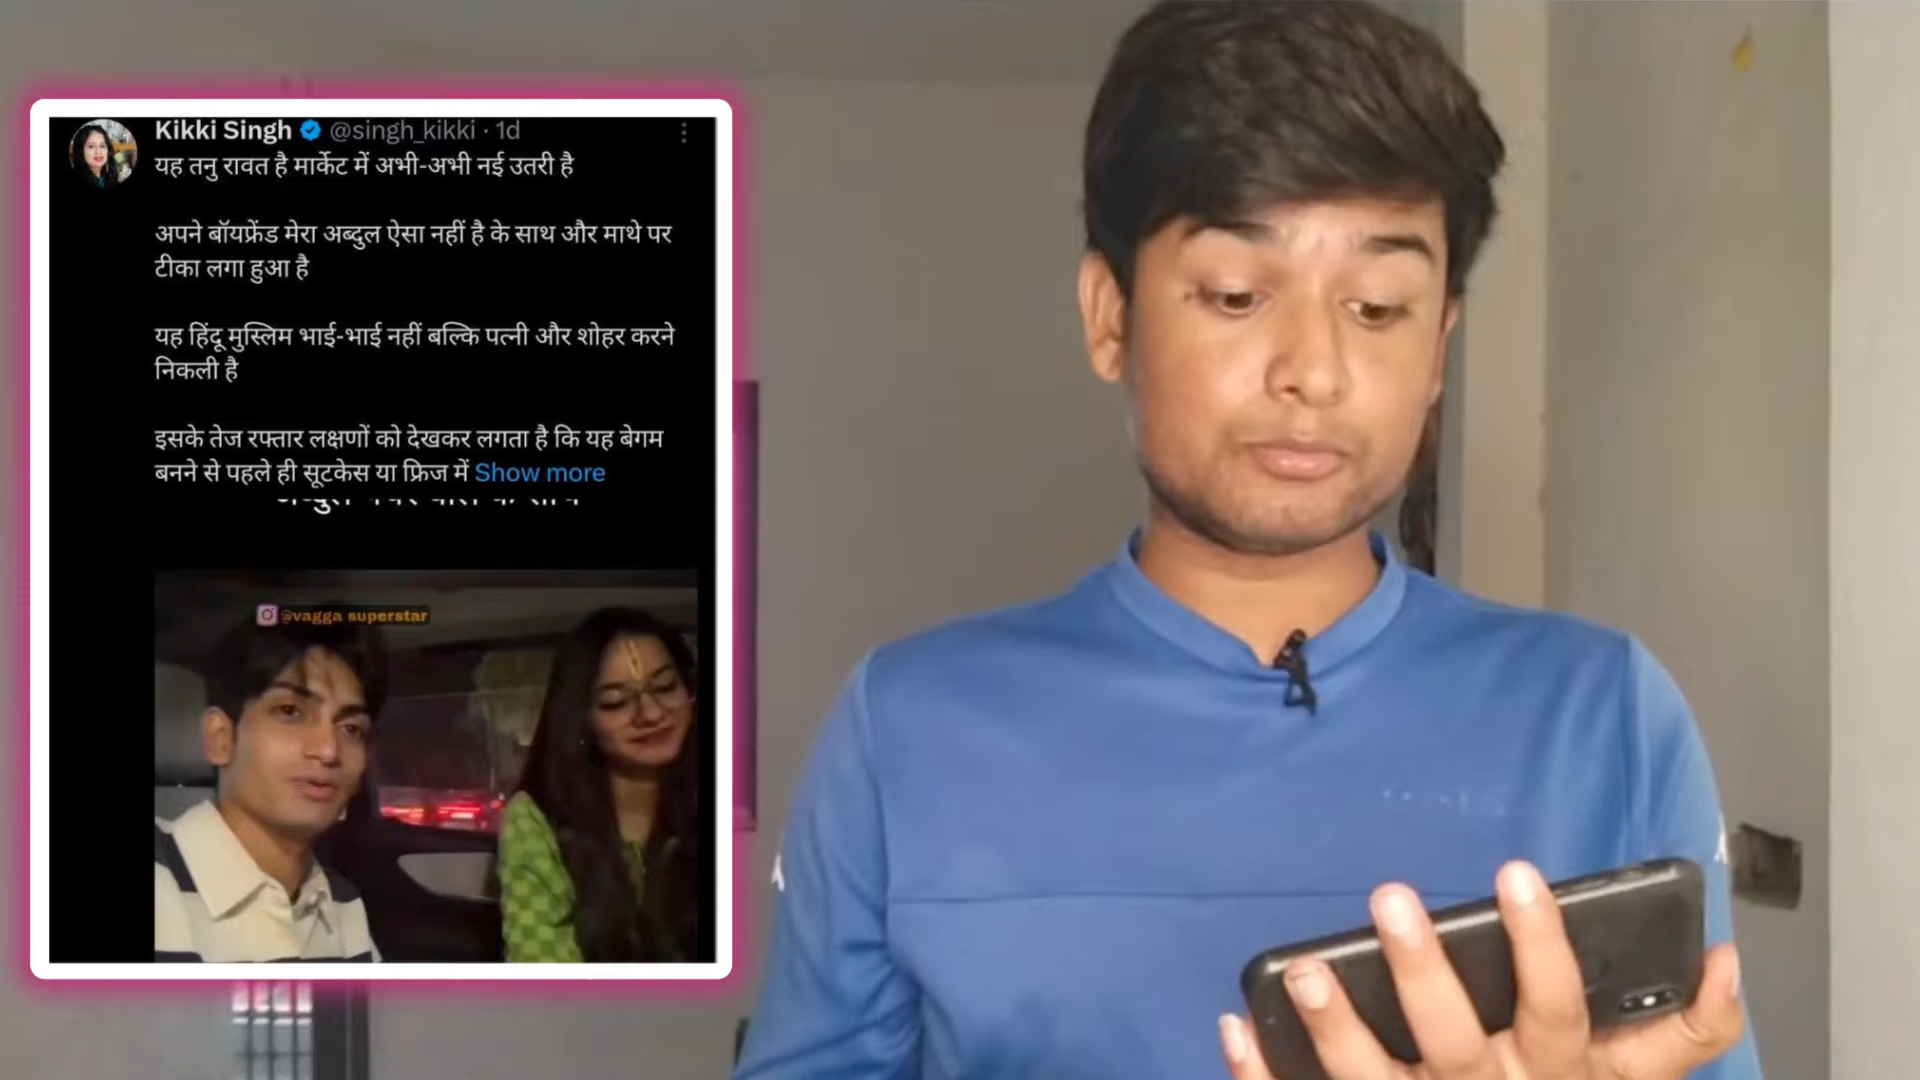 Kikki Singh @singh_kikki · 1d
यह तनु रावत है मार्केट में अभी-अभी नई उतरी है
अपने बॉयफ्रेंड मेरा अब्दुल ऐसा नहीं है के साथ और माथे पर
टीका लगा हुआ है
यह हिंदू मुस्लिम भाई-भाई नहीं बल्कि पत्नी और शोहर करने
निकली है
इसके तेज रफ्तार लक्षणों को देखकर लगता है कि यह बेगम
बनने से पहले ही सूटकेस या फ्रिज में Show more
@vagga superstar